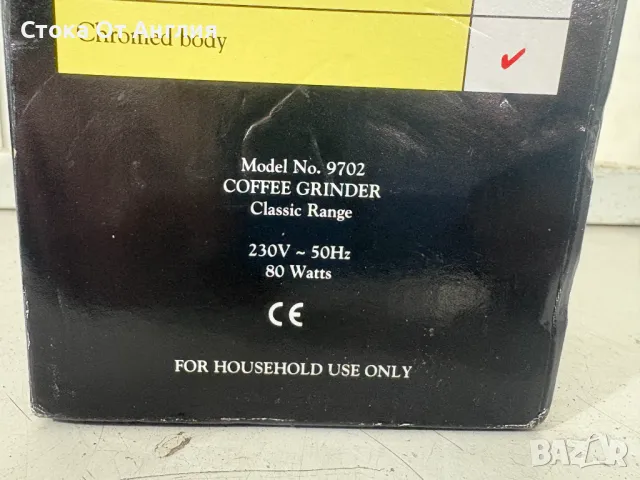 Стока От Англия
Chromed body
✓
Model No. 9702
COFFEE GRINDER
Classic Range
230V ~ 50Hz
80 Watts
CE
FOR HOUSEHOLD USE ONLY
BAZAR